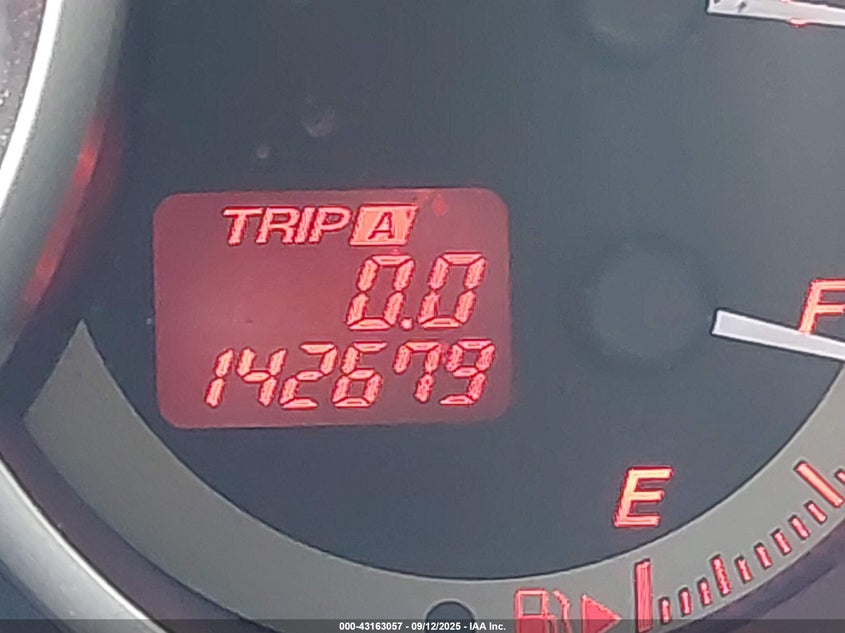 TRIP A
0.0
142679
F
E
000-43163057 - 09/12/2025 - IAA Inc.